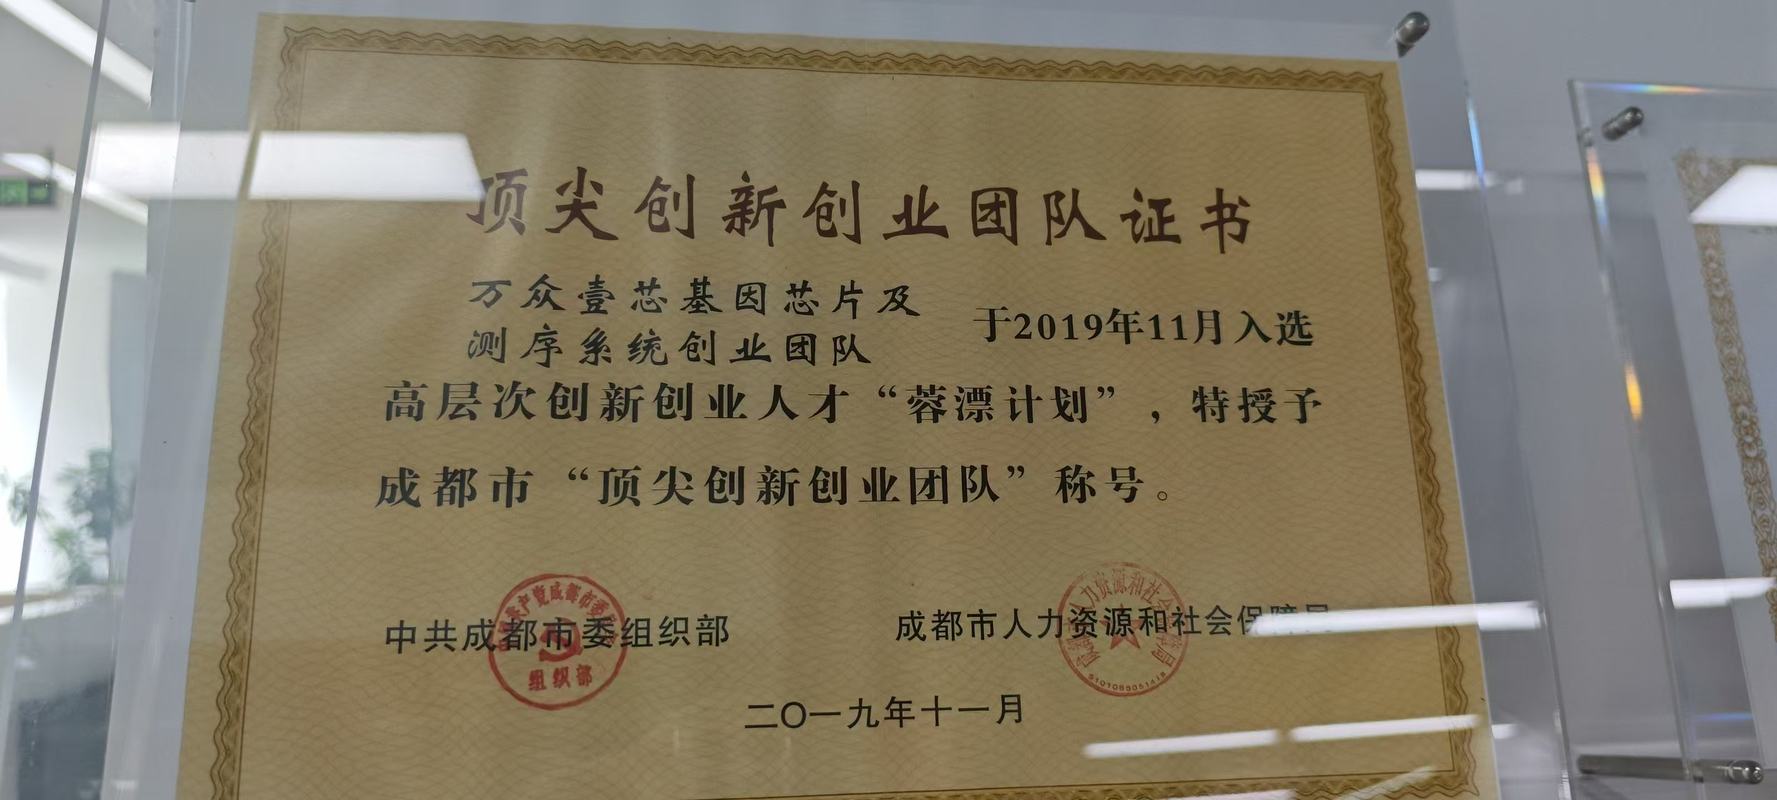 顶尖创新创业团队证书
万众壹芯基因芯片及
测序系统创业团队
于2019年11月入选
高层次创新创业人才“蓉漂计划”，特授予
成都市“顶尖创新创业团队”称号。
中共成都市委组织部
成都市人力资源和社会保障局
组织部
二〇一九年十一月